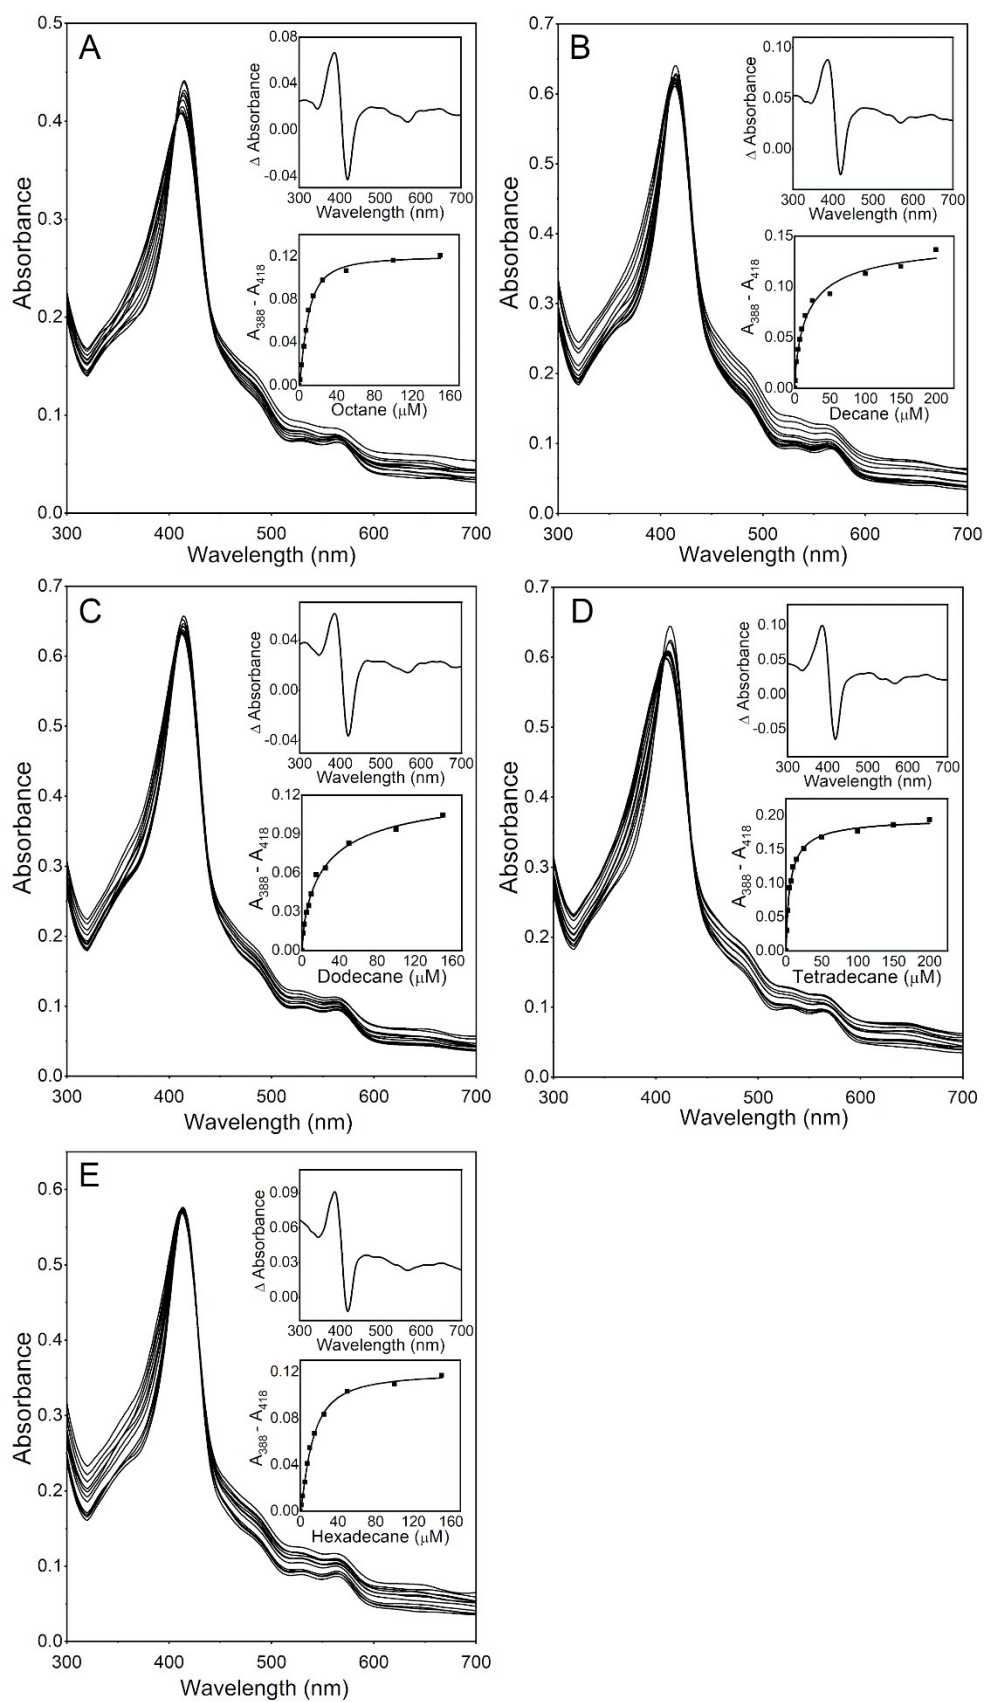 A
0.5
0.4
0.3
0.2
0.1
0.0
Absorbance
300 400 500 600 700
Wavelength (nm)
0.08
0.04
0.00
-0.04
Δ Absorbance
300 400 500 600 700
Wavelength (nm)
0.12
0.08
0.04
0.00
A388 - A418
0 40 80 120 160
Octane (μM)
B
0.7
0.6
0.5
0.4
0.3
0.2
0.1
0.0
Absorbance
300 400 500 600 700
Wavelength (nm)
0.10
0.05
0.00
Δ Absorbance
300 400 500 600 700
Wavelength (nm)
0.15
0.10
0.05
0.00
A388 - A418
0 50 100 150 200
Decane (μM)
C
0.7
0.6
0.5
0.4
0.3
0.2
0.1
0.0
Absorbance
300 400 500 600 700
Wavelength (nm)
0.04
0.00
-0.04
Δ Absorbance
300 400 500 600 700
Wavelength (nm)
0.12
0.09
0.06
0.03
0.00
A388 - A418
0 40 80 120 160
Dodecane (μM)
D
0.7
0.6
0.5
0.4
0.3
0.2
0.1
0.0
Absorbance
300 400 500 600 700
Wavelength (nm)
0.10
0.05
0.00
-0.05
Δ Absorbance
300 400 500 600 700
Wavelength (nm)
0.20
0.15
0.10
0.05
0.00
A388 - A418
0 50 100 150 200
Tetradecane (μM)
E
0.6
0.5
0.4
0.3
0.2
0.1
0.0
Absorbance
300 400 500 600 700
Wavelength (nm)
0.09
0.06
0.03
0.00
Δ Absorbance
300 400 500 600 700
Wavelength (nm)
0.12
0.08
0.04
0.00
A388 - A418
0 40 80 120 160
Hexadecane (μM)